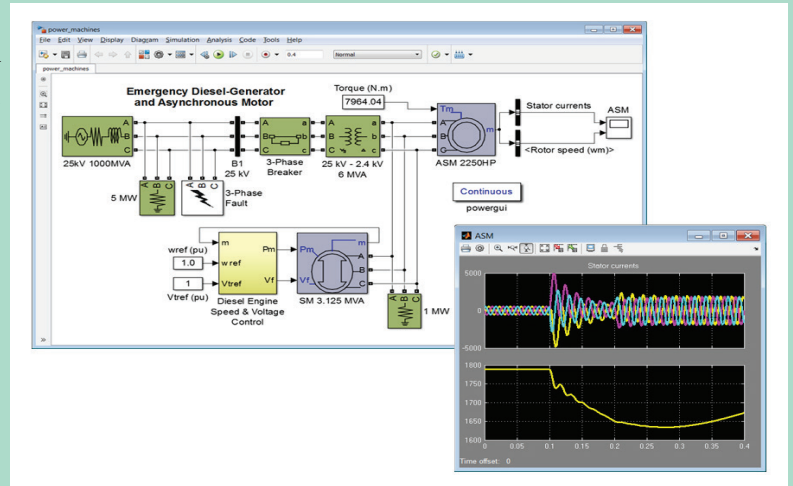 power_machines
File Edit View Display Diagram Simulation Analysis Code Tools Help
0.4
Normal
power_machines
Emergency Diesel-Generator
and Asynchronous Motor
Torque (N.m)
7964.04
Tm
A
B
C
m
ASM 2250HP
Stator currents
<Rotor speed (wm)>
ASM
A
B
C
25kV 1000MVA
A B C
5 MW
A B C
3-Phase
Fault
B1
25 kV
A a
B b
C c
3-Phase
Breaker
A a
B b
C c
25 kV - 2.4 kV
6 MVA
Continuous
powergui
wref (pu)
1.0
1
Vtref (pu)
m
w ref
Vtref
Pm
Vf
Diesel Engine
Speed & Voltage
Control
Pm
Vf
m
A
B
C
SM 3.125 MVA
A B C
1 MW
ASM
Stator currents
5000
0
-5000
1800
1750
1700
1650
1600
0 0.05 0.1 0.15 0.2 0.25 0.3 0.35 0.4
Time offset: 0